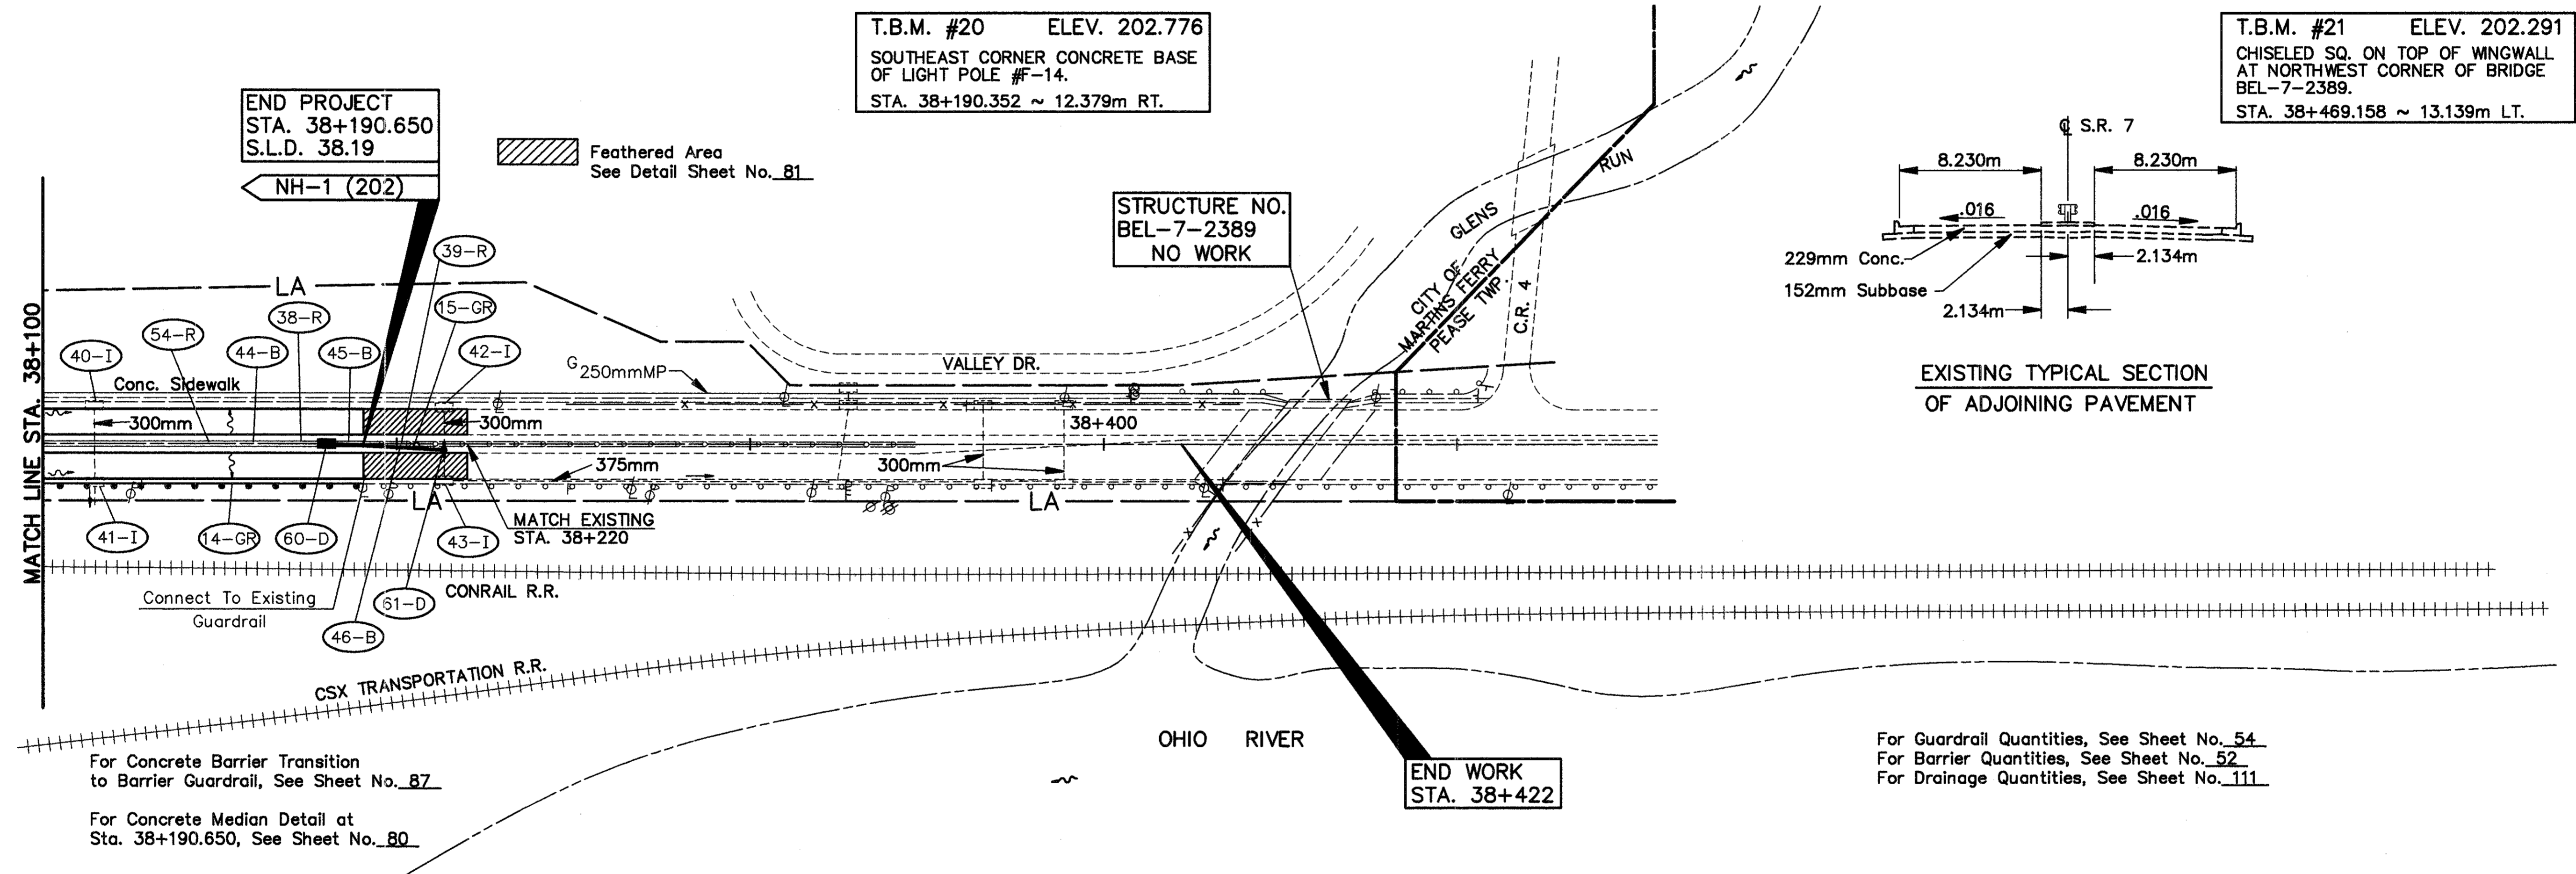 T.B.M. #20 ELEV. 202.776
SOUTHEAST CORNER CONCRETE BASE
OF LIGHT POLE #F-14.
STA. 38+190.352 ~ 12.379m RT.
T.B.M. #21 ELEV. 202.291
CHISELED SQ. ON TOP OF WINGWALL
AT NORTHWEST CORNER OF BRIDGE
BEL-7-2389.
STA. 38+469.158 ~ 13.139m LT.
END PROJECT
STA. 38+190.650
S.L.D. 38.19
NH-1 (202)
Feathered Area
See Detail Sheet No. 81
STRUCTURE NO.
BEL-7-2389
NO WORK
GLENS
RUN
CITY OF
MARTINS FERRY
PEASE TWP.
C.R. 4
℄ S.R. 7
8.230m
8.230m
.016
.016
229mm Conc.
152mm Subbase
2.134m
2.134m
EXISTING TYPICAL SECTION
OF ADJOINING PAVEMENT
MATCH LINE STA. 38+100
LA
39-R
15-GR
38-R
54-R
40-I
44-B
45-B
42-I
Conc. Sidewalk
G 250mmMP
VALLEY DR.
300mm
300mm
38+400
375mm
300mm
LA
LA
MATCH EXISTING
STA. 38+220
41-I
14-GR
60-D
43-I
61-D
46-B
Connect To Existing
Guardrail
CONRAIL R.R.
CSX TRANSPORTATION R.R.
OHIO RIVER
END WORK
STA. 38+422
For Concrete Barrier Transition
to Barrier Guardrail, See Sheet No. 87
For Concrete Median Detail at
Sta. 38+190.650, See Sheet No. 80
For Guardrail Quantities, See Sheet No. 54
For Barrier Quantities, See Sheet No. 52
For Drainage Quantities, See Sheet No. 111